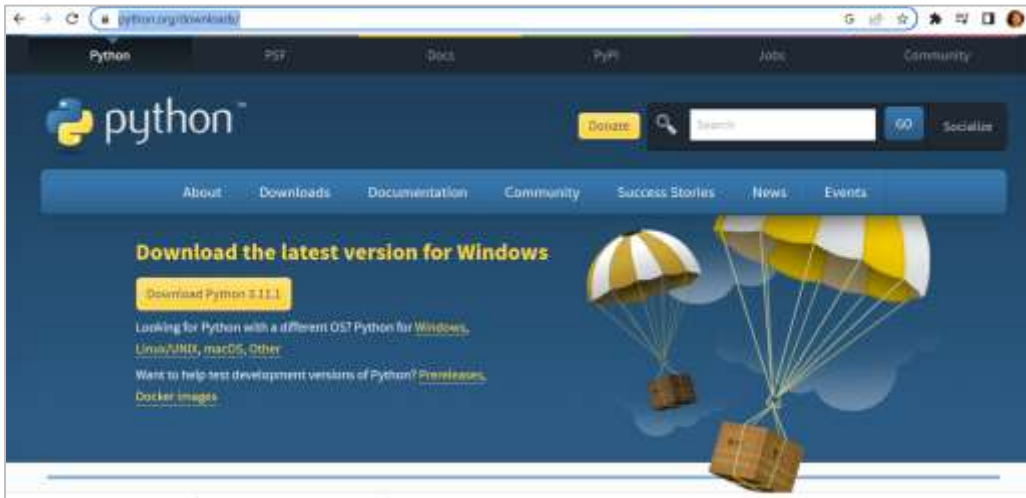 python.org/downloads/
Python PSF Docs PyPI Jobs Community
python™
Donate Search GO Socialize
About Downloads Documentation Community Success Stories News Events
Download the latest version for Windows
Download Python 3.11.1
Looking for Python with a different OS? Python for Windows,
Linux/UNIX, macOS, Other
Want to help test development versions of Python? Prereleases,
Docker images